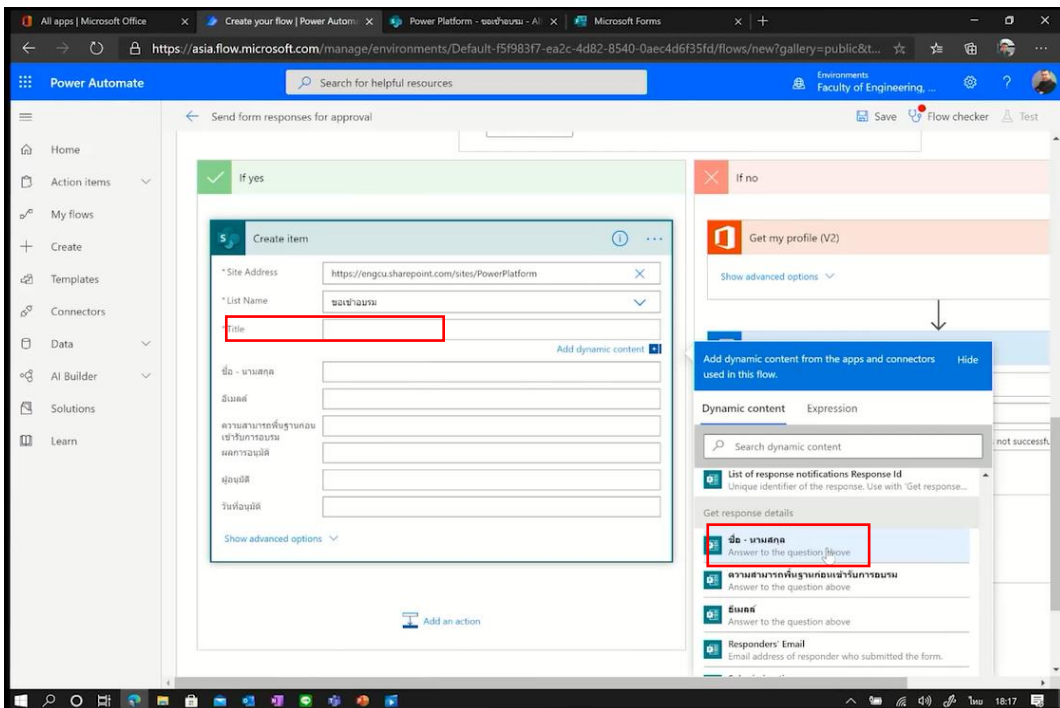 All apps | Microsoft Office
Create your flow | Power Automa
Power Platform - ขอเข้าอบรม - Al
Microsoft Forms
https://asia.flow.microsoft.com/manage/environments/Default-f5f983f7-ea2c-4d82-8540-0aec4d6f35fd/flows/new?gallery=public&t...
Power Automate
Search for helpful resources
Environments
Faculty of Engineering, ...
Send form responses for approval
Save
Flow checker
Test
Home
Action items
My flows
Create
Templates
Connectors
Data
AI Builder
Solutions
Learn
If yes
If no
Create item
* Site Address
https://engcu.sharepoint.com/sites/PowerPlatform
* List Name
ขอเข้าอบรม
* Title
Add dynamic content
ชื่อ - นามสกุล
อีเมลล์
ความสามารถพื้นฐานก่อน
เข้ารับการอบรม
ผลการอนุมัติ
ผู้อนุมัติ
วันที่อนุมัติ
Show advanced options
Add an action
Get my profile (V2)
Show advanced options
Add dynamic content from the apps and connectors
used in this flow.
Hide
Dynamic content
Expression
Search dynamic content
not successfu
List of response notifications Response Id
Unique identifier of the response. Use with 'Get response...
Get response details
ชื่อ - นามสกุล
Answer to the question above
ความสามารถพื้นฐานก่อนเข้ารับการอบรม
Answer to the question above
อีเมลล์
Answer to the question above
Responders' Email
Email address of responder who submitted the form.
ไทย
18:17